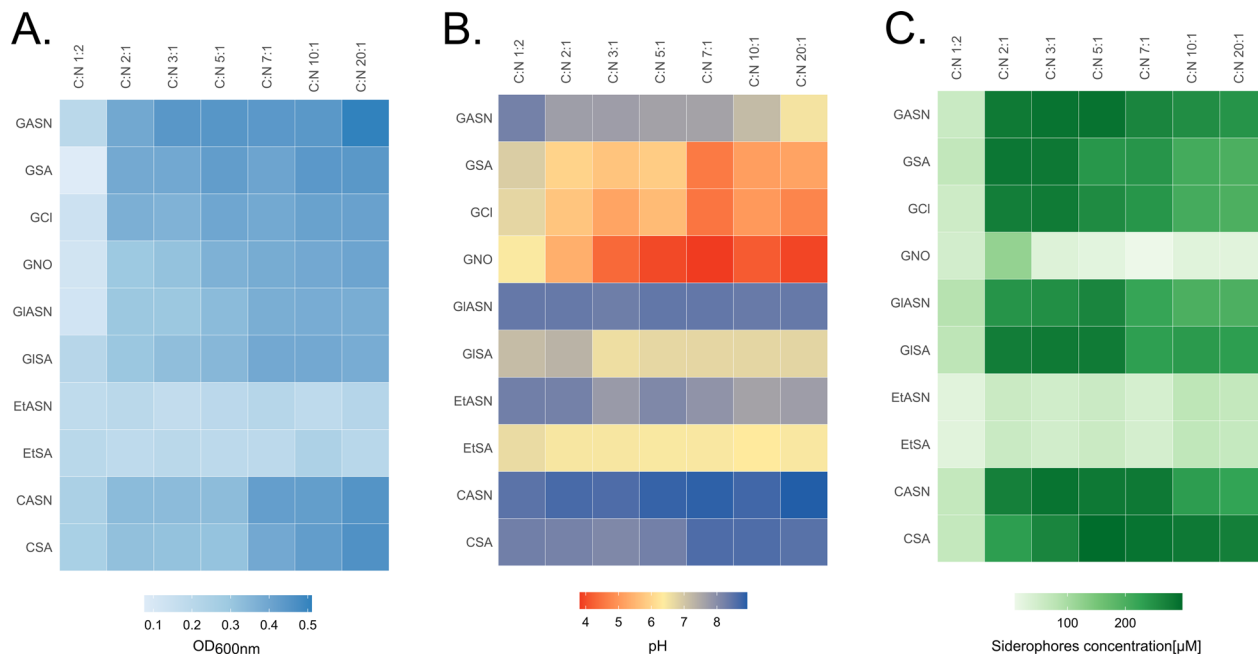 A.
C:N 1:2
C:N 2:1
C:N 3:1
C:N 5:1
C:N 7:1
C:N 10:1
C:N 20:1
GASN
GSA
GCl
GNO
GlASN
GlSA
EtASN
EtSA
CASN
CSA
0.1 0.2 0.3 0.4 0.5
OD600nm
B.
C:N 1:2
C:N 2:1
C:N 3:1
C:N 5:1
C:N 7:1
C:N 10:1
C:N 20:1
GASN
GSA
GCl
GNO
GlASN
GlSA
EtASN
EtSA
CASN
CSA
4 5 6 7 8
pH
C.
C:N 1:2
C:N 2:1
C:N 3:1
C:N 5:1
C:N 7:1
C:N 10:1
C:N 20:1
GASN
GSA
GCl
GNO
GlASN
GlSA
EtASN
EtSA
CASN
CSA
100 200
Siderophores concentration[µM]